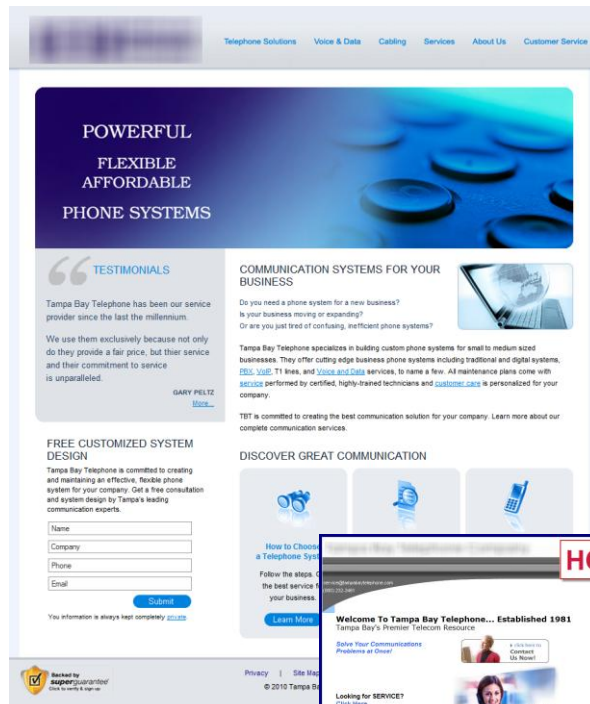 Telephone Solutions Voice & Data Cabling Services About Us Customer Service
POWERFUL
FLEXIBLE
AFFORDABLE
PHONE SYSTEMS
TESTIMONIALS
Tampa Bay Telephone has been our service
provider since the last the millennium.
We use them exclusively because not only
do they provide a fair price, but thier service
and their commitment to service
is unparalleled.
GARY PELTZ
More...
COMMUNICATION SYSTEMS FOR YOUR
BUSINESS
Do you need a phone system for a new business?
Is your business moving or expanding?
Or are you just tired of confusing, inefficient phone systems?
Tampa Bay Telephone specializes in building custom phone systems for small to medium sized
businesses. They offer cutting edge business phone systems including traditional and digital systems,
PBX, VoIP, T1 lines, and Voice and Data services, to name a few. All maintenance plans come with
service performed by certified, highly-trained technicians and customer care is personalized for your
company.
TBT is committed to creating the best communication solution for your company. Learn more about our
complete communication services.
FREE CUSTOMIZED SYSTEM
DESIGN
Tampa Bay Telephone is committed to creating
and maintaining an effective, flexible phone
system for your company. Get a free consultation
and system design by Tampa's leading
communication experts.
Name
Company
Phone
Email
Submit
You information is always kept completely private
DISCOVER GREAT COMMUNICATION
How to Choose
a Telephone Syst
Follow the steps.
the best service f
your business.
Learn More
Welcome To Tampa Bay Telephone... Established 1981
Tampa Bay's Premier Telecom Resource
Solve Your Communications
Problems at Once!
click here to
Contact
Us Now!
Looking for SERVICE?
Click Here
Backed by
superguarantee
Click to verify & sign up
Privacy | Site Map
© 2010 Tampa Ba